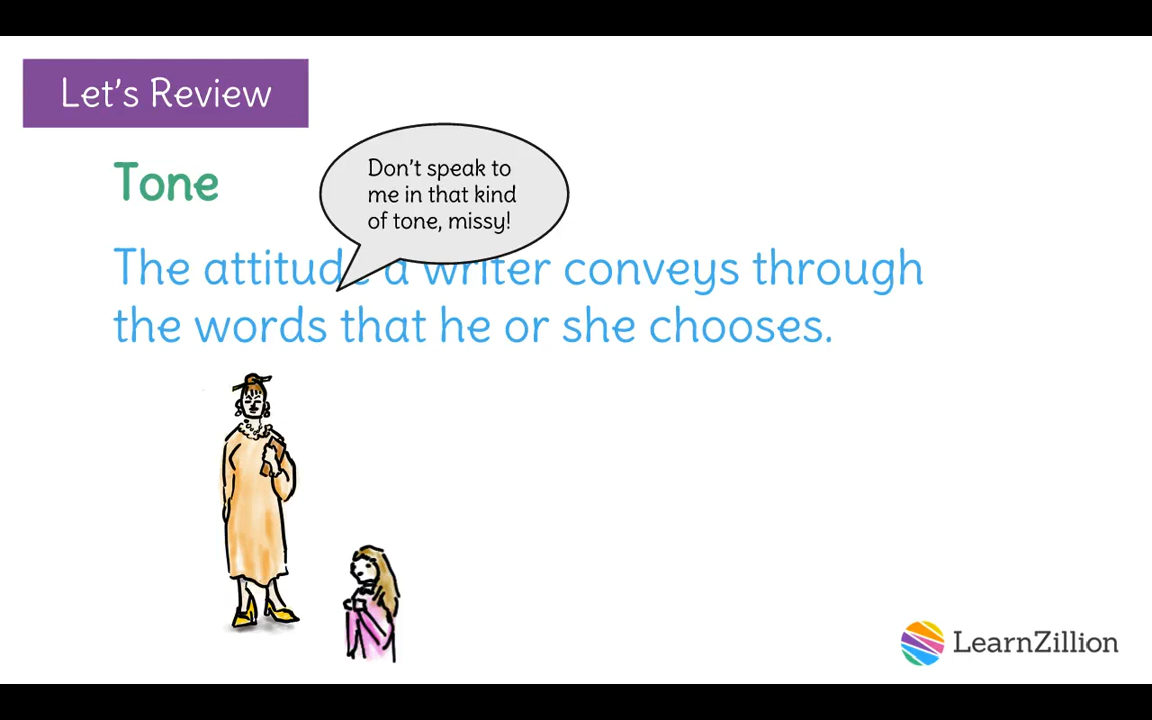 Let's Review
Tone
Don't speak to
me in that kind
of tone, missy!
The attitude a writer conveys through
the words that he or she chooses.
LearnZillion